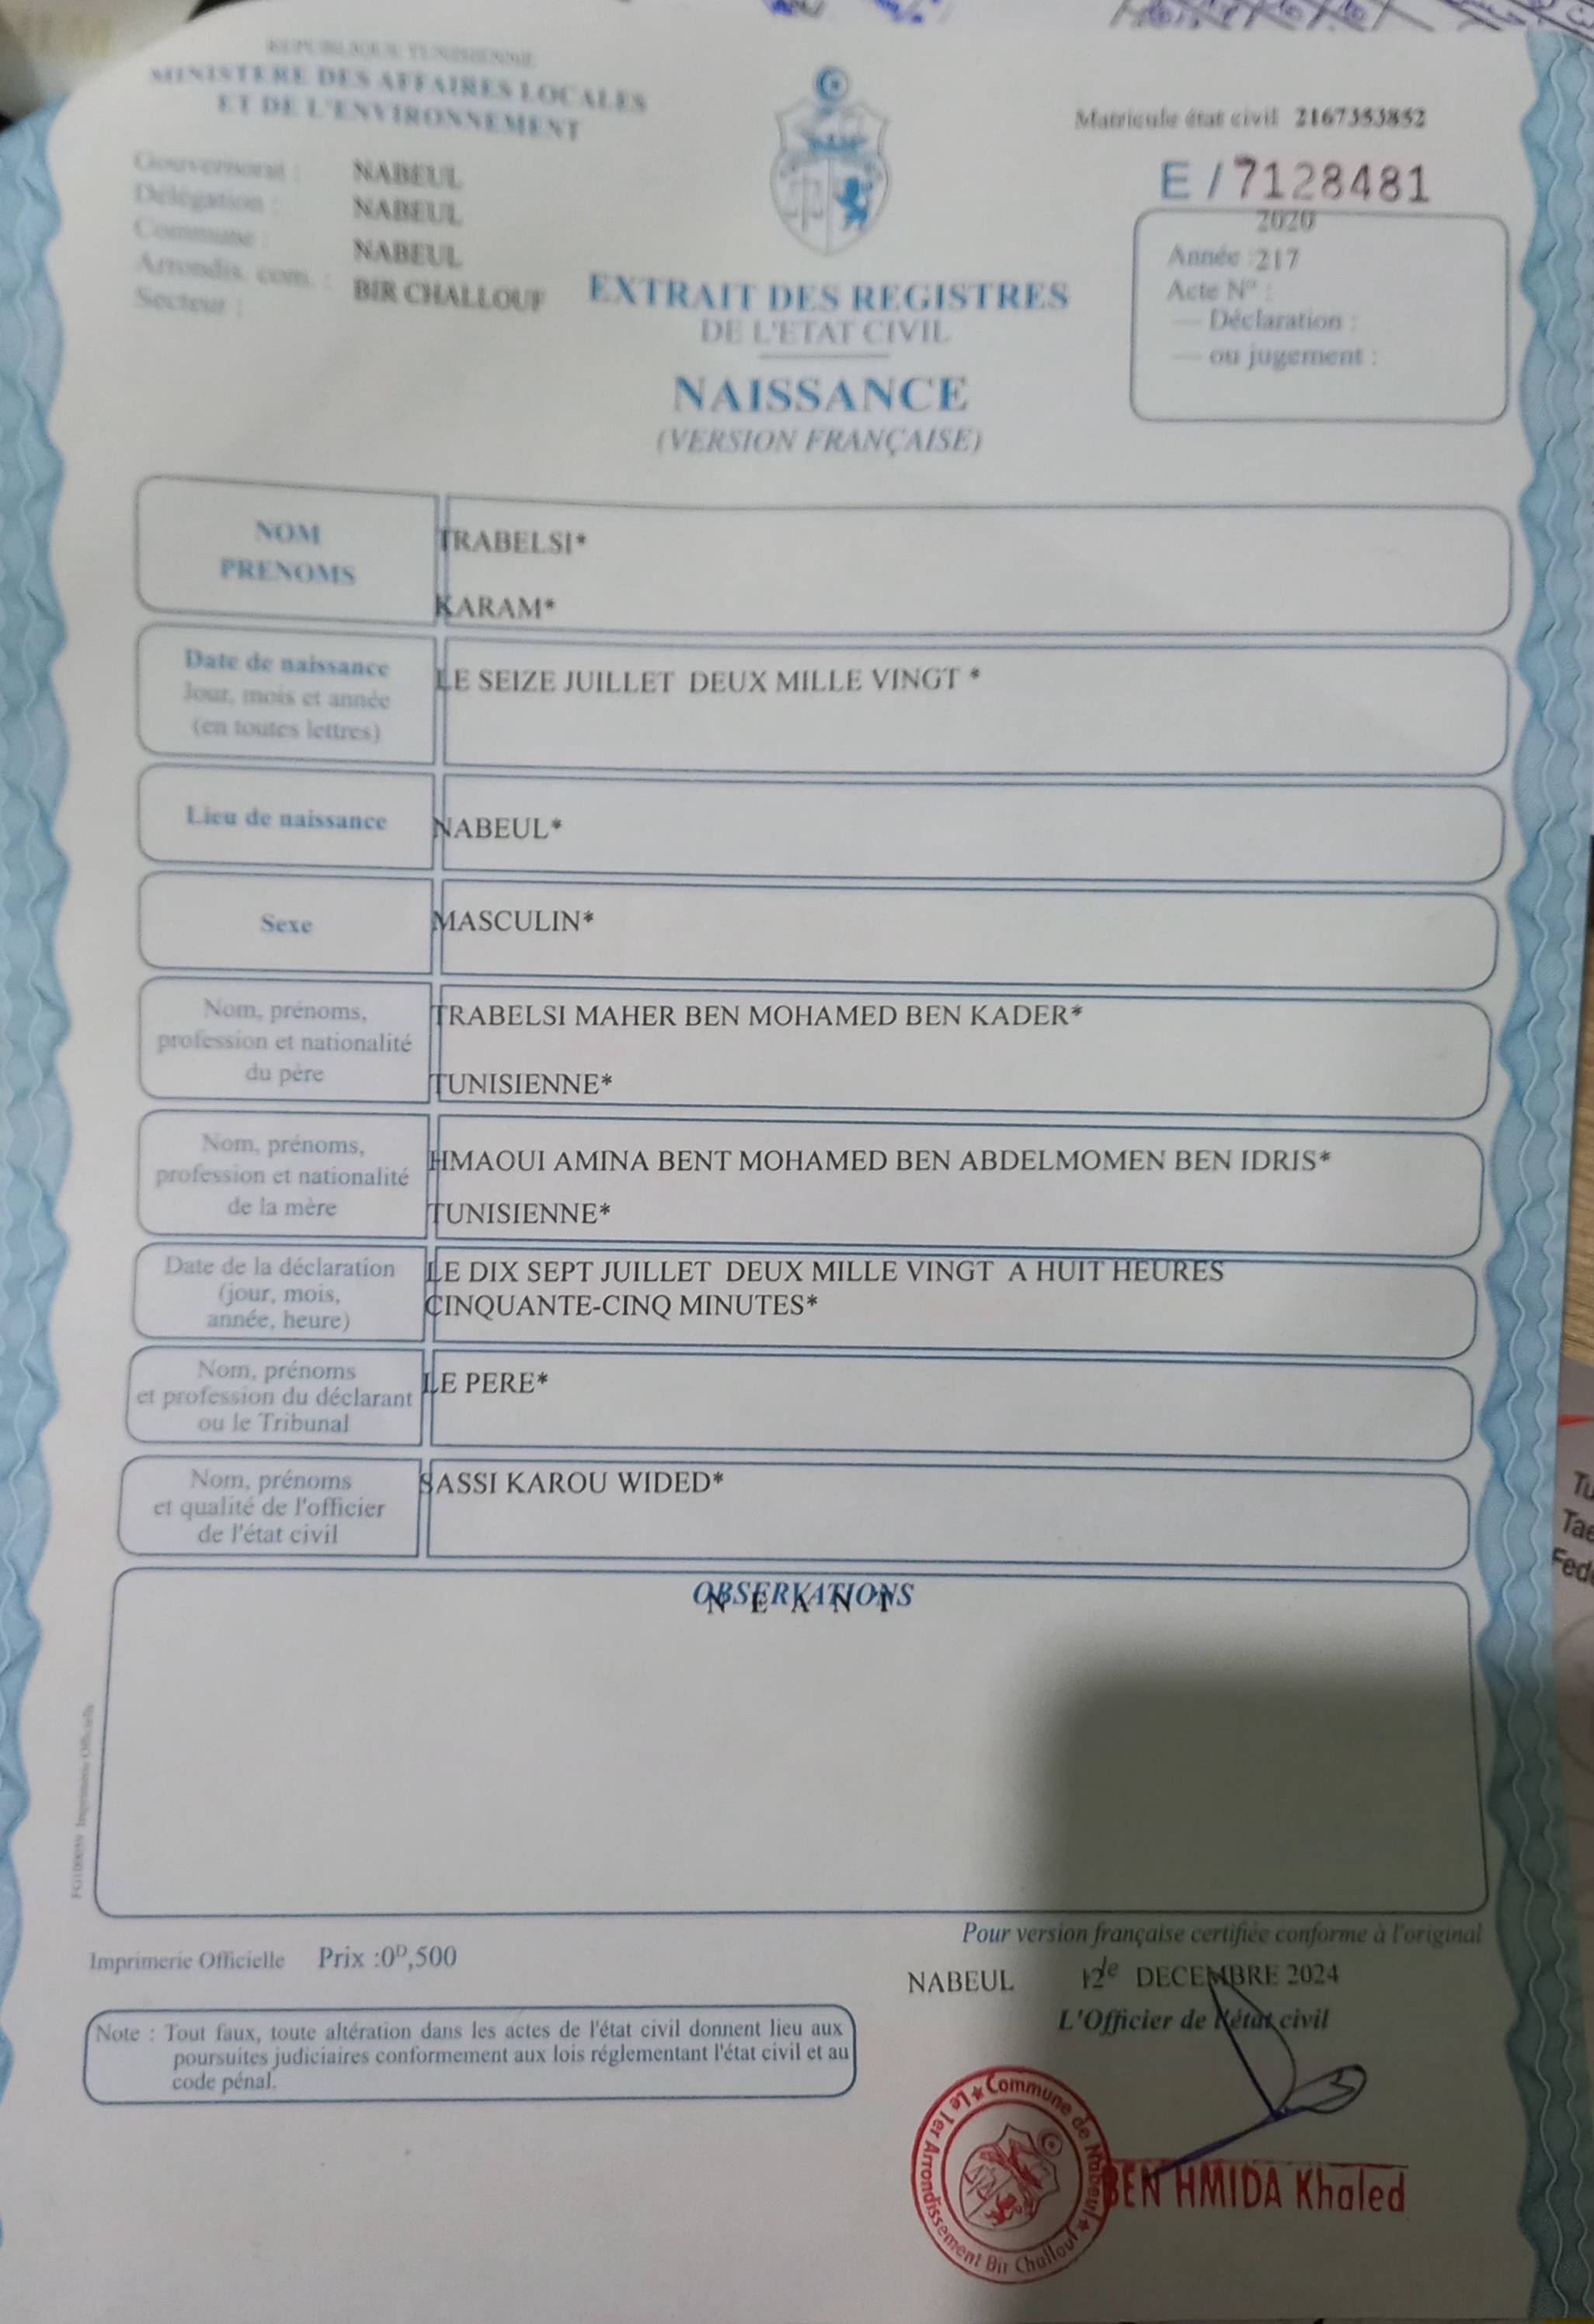 REPUBLIQUE TUNISIENNE
MINISTERE DES AFFAIRES LOCALES
ET DE L'ENVIRONNEMENT
Gouvernorat : NABEUL
Délégation : NABEUL
Commune : NABEUL
Arrondis. com. : BIR CHALLOUF
Secteur :
Matricule état civil 2167353852
E / 7128481
2020
Année :217
Acte N° :
— Déclaration :
— ou jugement :
EXTRAIT DES REGISTRES
DE L'ETAT CIVIL
NAISSANCE
(VERSION FRANÇAISE)
NOM
PRENOMS
TRABELSI*
KARAM*
Date de naissance
Jour, mois et année
(en toutes lettres)
LE SEIZE JUILLET DEUX MILLE VINGT *
Lieu de naissance
NABEUL*
Sexe
MASCULIN*
Nom, prénoms,
profession et nationalité
du père
TRABELSI MAHER BEN MOHAMED BEN KADER*
TUNISIENNE*
Nom, prénoms,
profession et nationalité
de la mère
HMAOUI AMINA BENT MOHAMED BEN ABDELMOMEN BEN IDRIS*
TUNISIENNE*
Date de la déclaration
(jour, mois,
année, heure)
LE DIX SEPT JUILLET DEUX MILLE VINGT A HUIT HEURES
CINQUANTE-CINQ MINUTES*
Nom, prénoms
et profession du déclarant
ou le Tribunal
LE PERE*
Nom, prénoms
et qualité de l'officier
de l'état civil
SASSI KAROU WIDED*
OBSERVATIONS
N E A N T
Imprimerie Officielle
Imprimerie Officielle Prix :0D,500
Note : Tout faux, toute altération dans les actes de l'état civil donnent lieu aux
poursuites judiciaires conformement aux lois réglementant l'état civil et au
code pénal.
Pour version française certifiée conforme à l'original
NABEUL 12 le DECEMBRE 2024
L'Officier de l'état civil
★ Commune de Nabeul ★ Le 1er Arrondissement Bir Challouf
BEN HMIDA Khaled
Tu
Tae
Fede